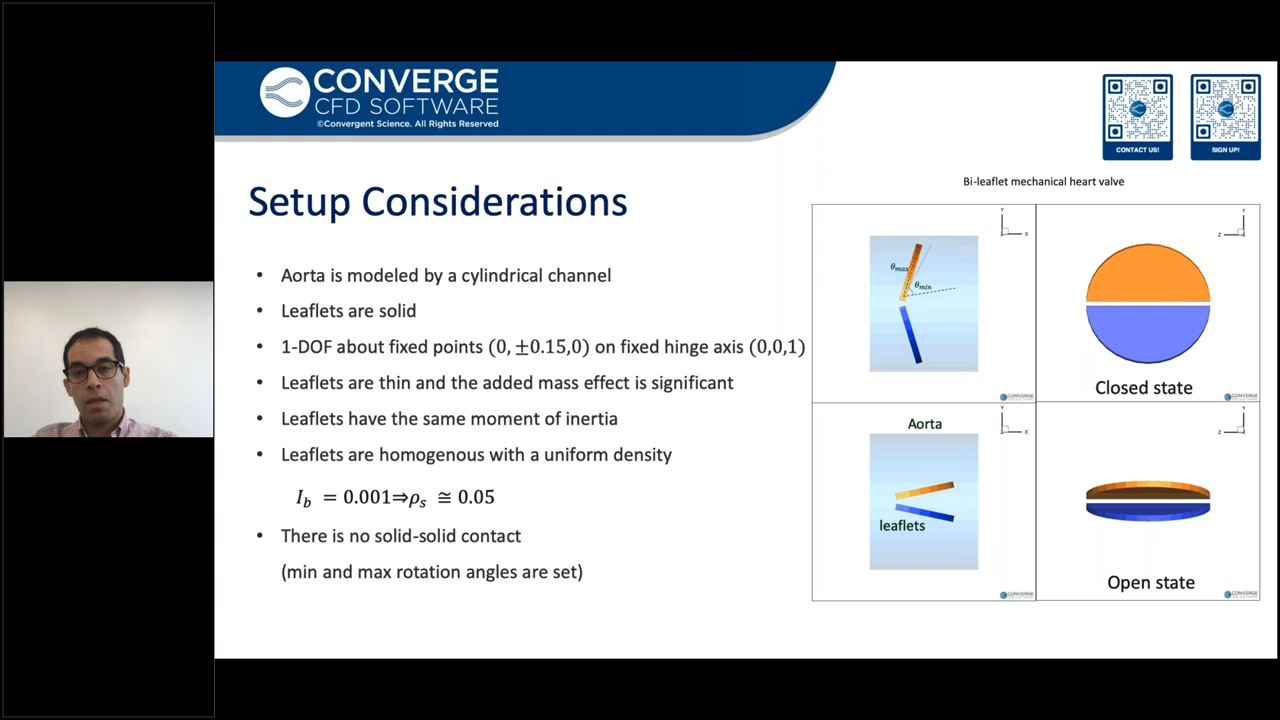 CONVERGE
CFD SOFTWARE
©Convergent Science. All Rights Reserved
CONTACT US!
SIGN UP!
Setup Considerations
• Aorta is modeled by a cylindrical channel
• Leaflets are solid
• 1-DOF about fixed points (0, ±0.15,0) on fixed hinge axis (0,0,1)
• Leaflets are thin and the added mass effect is significant
• Leaflets have the same moment of inertia
• Leaflets are homogenous with a uniform density
I_b = 0.001⇒ρ_s ≅ 0.05
• There is no solid-solid contact
(min and max rotation angles are set)
Bi-leaflet mechanical heart valve
Y
X
θ_max
θ_min
CONVERGE
Y
Z
Closed state
CONVERGE
Aorta
Y
X
leaflets
CONVERGE
Y
Z
Open state
CONVERGE